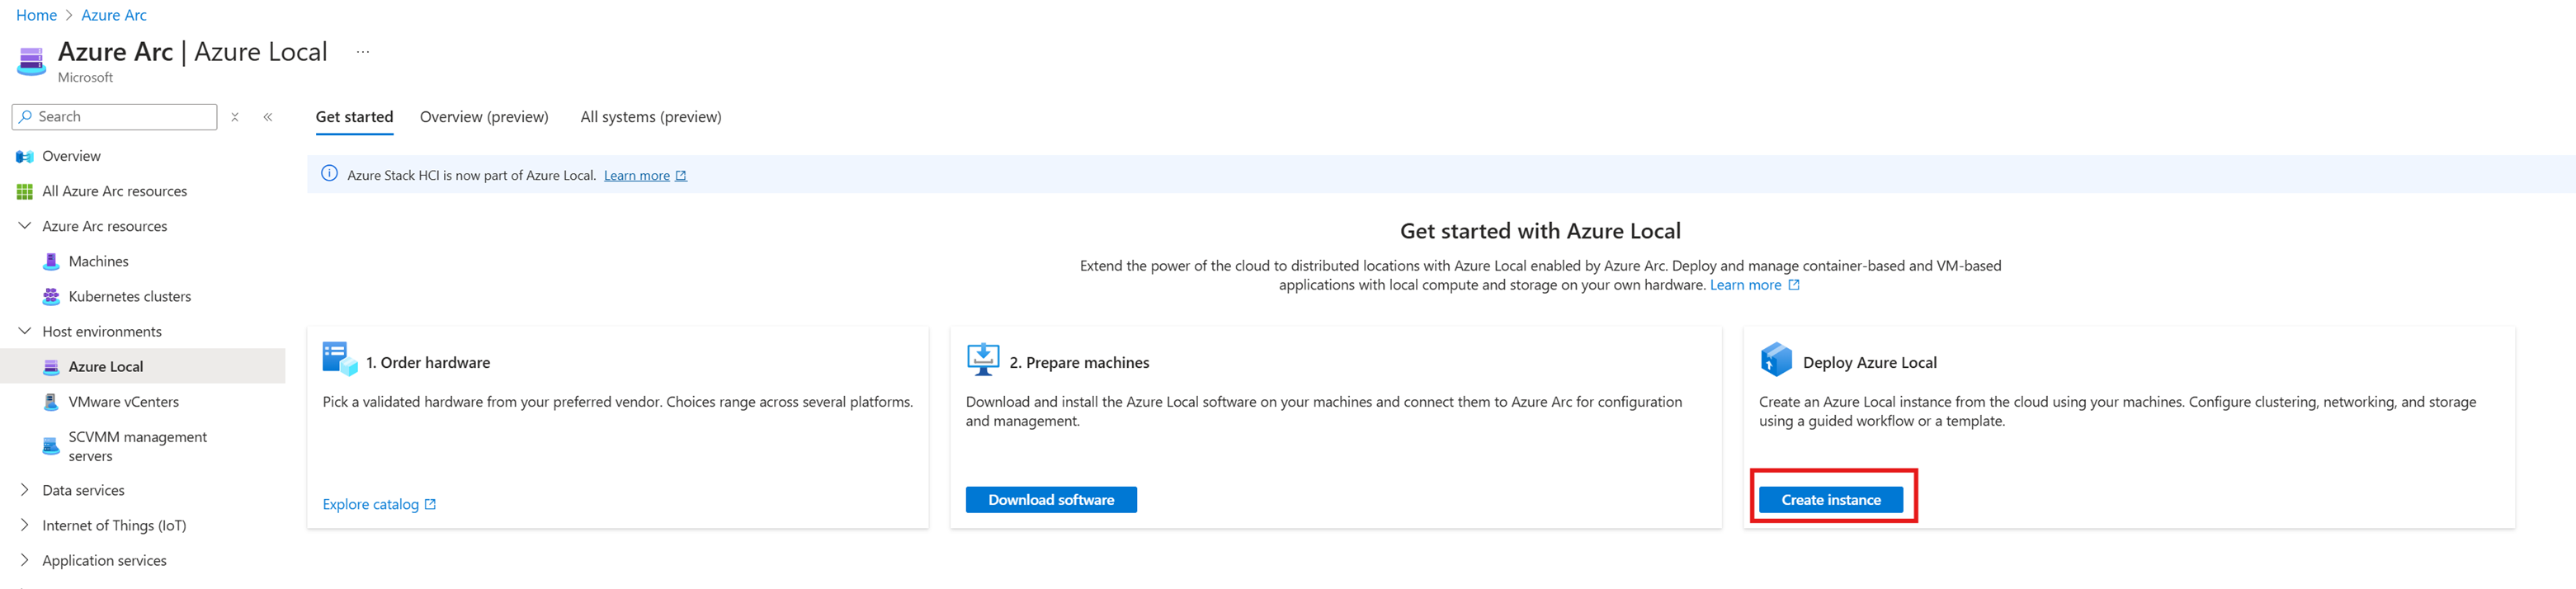 Home > Azure Arc
Azure Arc | Azure Local ...
Microsoft
Search
Overview
All Azure Arc resources
Azure Arc resources
Machines
Kubernetes clusters
Host environments
Azure Local
VMware vCenters
SCVMM management
servers
Data services
Internet of Things (IoT)
Application services
Get started Overview (preview) All systems (preview)
Azure Stack HCI is now part of Azure Local. Learn more
Get started with Azure Local
Extend the power of the cloud to distributed locations with Azure Local enabled by Azure Arc. Deploy and manage container-based and VM-based
applications with local compute and storage on your own hardware. Learn more
1. Order hardware
Pick a validated hardware from your preferred vendor. Choices range across several platforms.
Explore catalog
2. Prepare machines
Download and install the Azure Local software on your machines and connect them to Azure Arc for configuration
and management.
Download software
Deploy Azure Local
Create an Azure Local instance from the cloud using your machines. Configure clustering, networking, and storage
using a guided workflow or a template.
Create instance